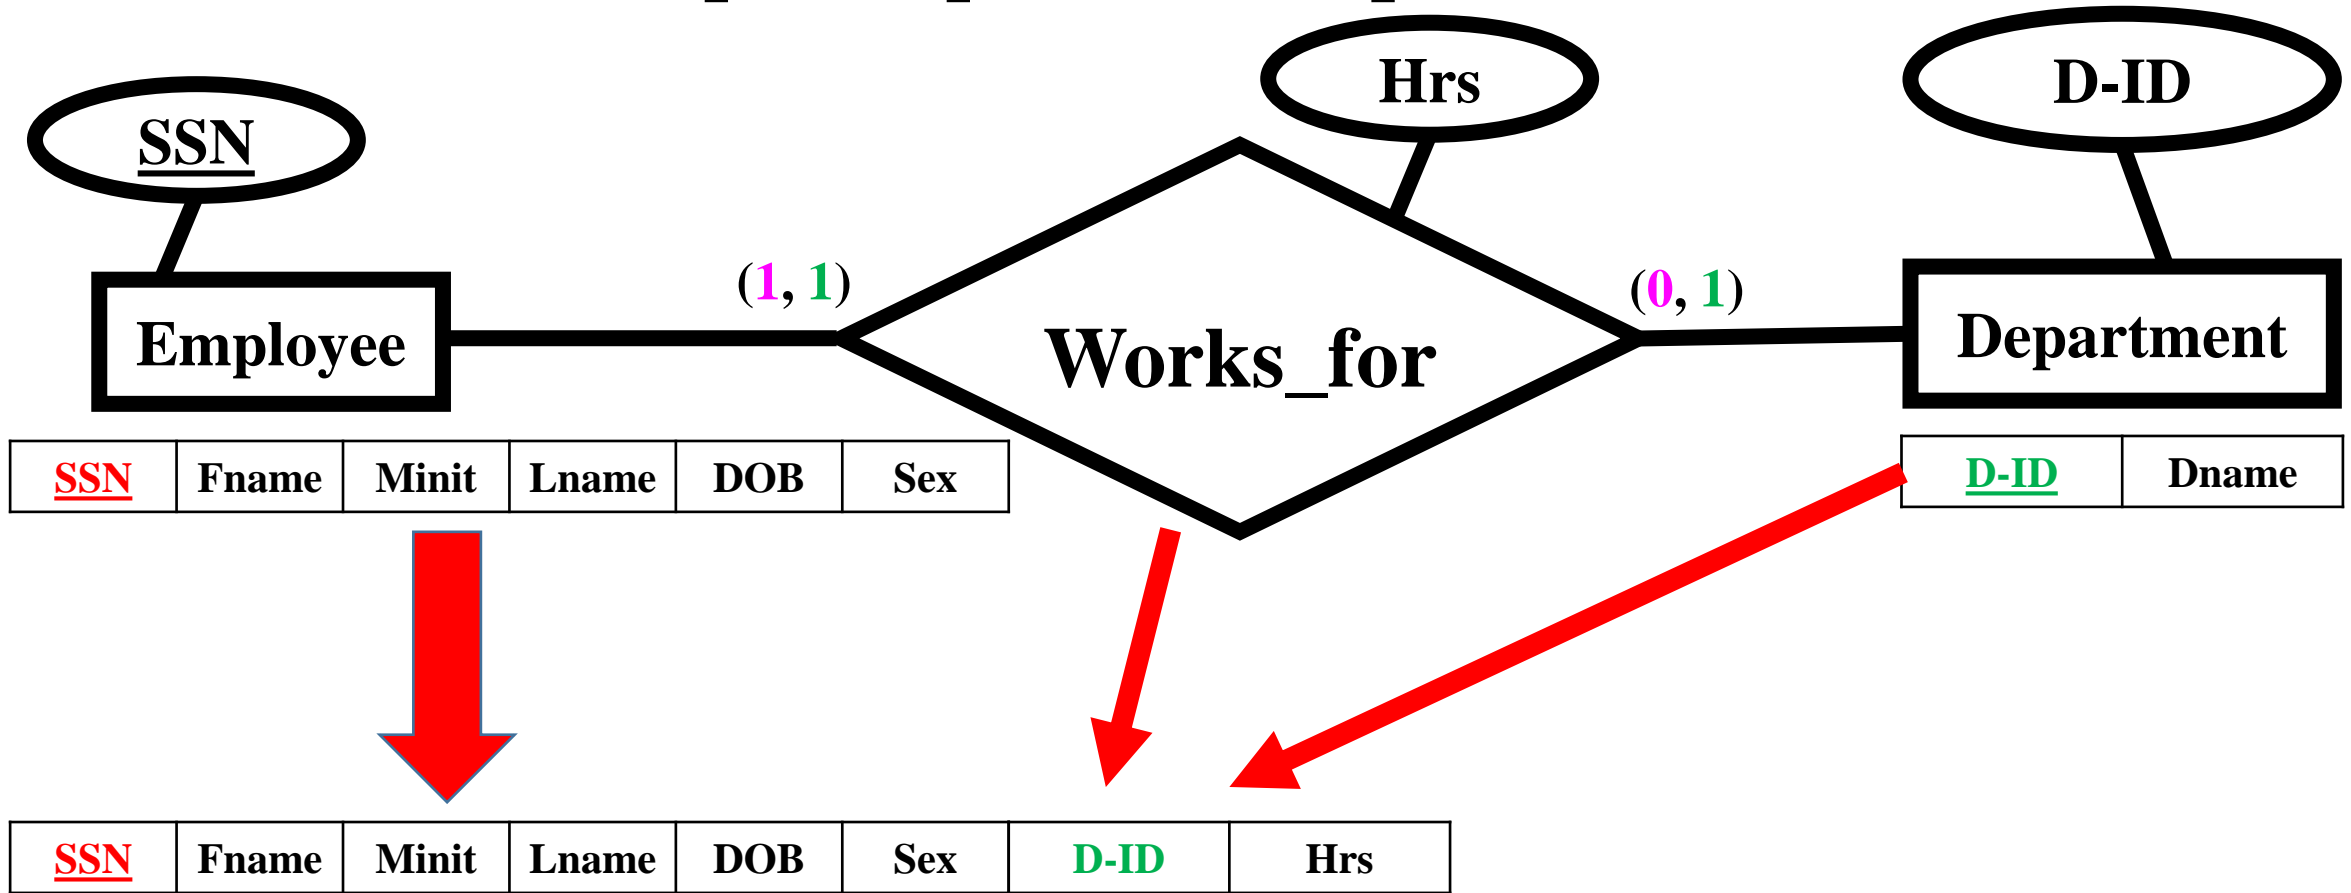 Hrs
D-ID
SSN
(1, 1)
(0, 1)
Employee
Works_for
Department
SSN Fname Minit Lname DOB Sex
D-ID Dname
SSN Fname Minit Lname DOB Sex D-ID Hrs